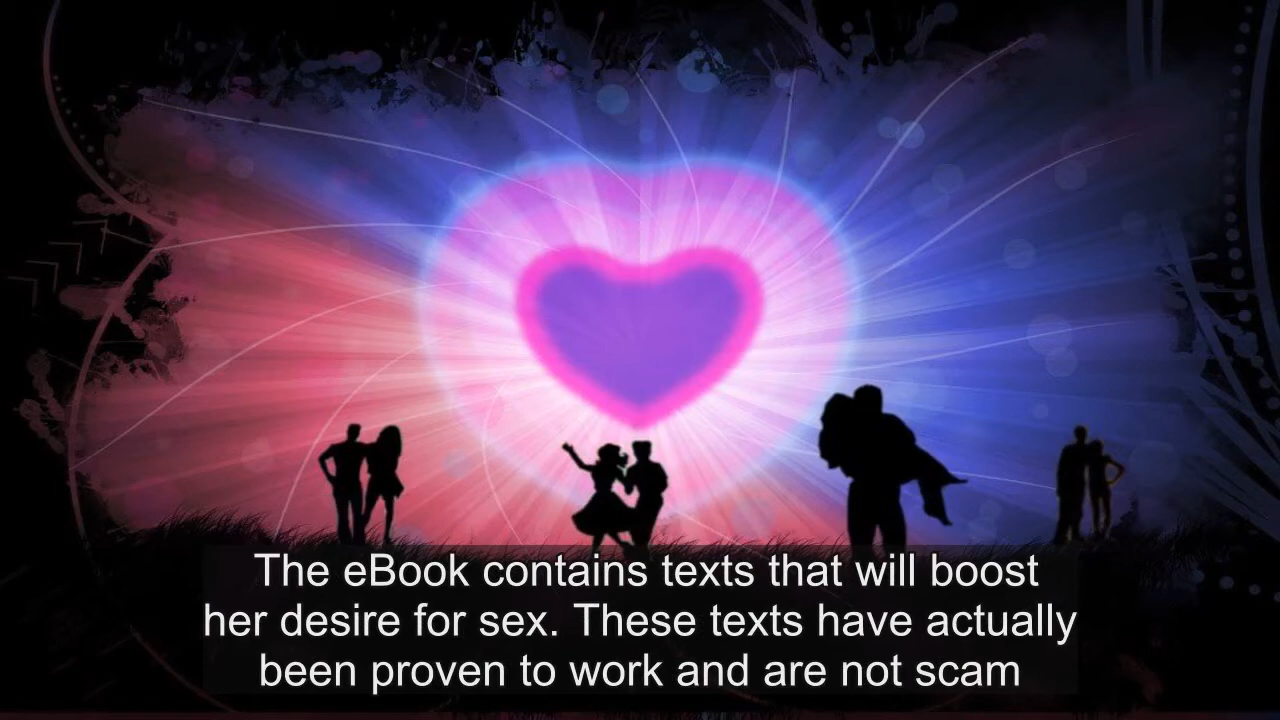 The eBook contains texts that will boost
her desire for sex. These texts have actually
been proven to work and are not scam